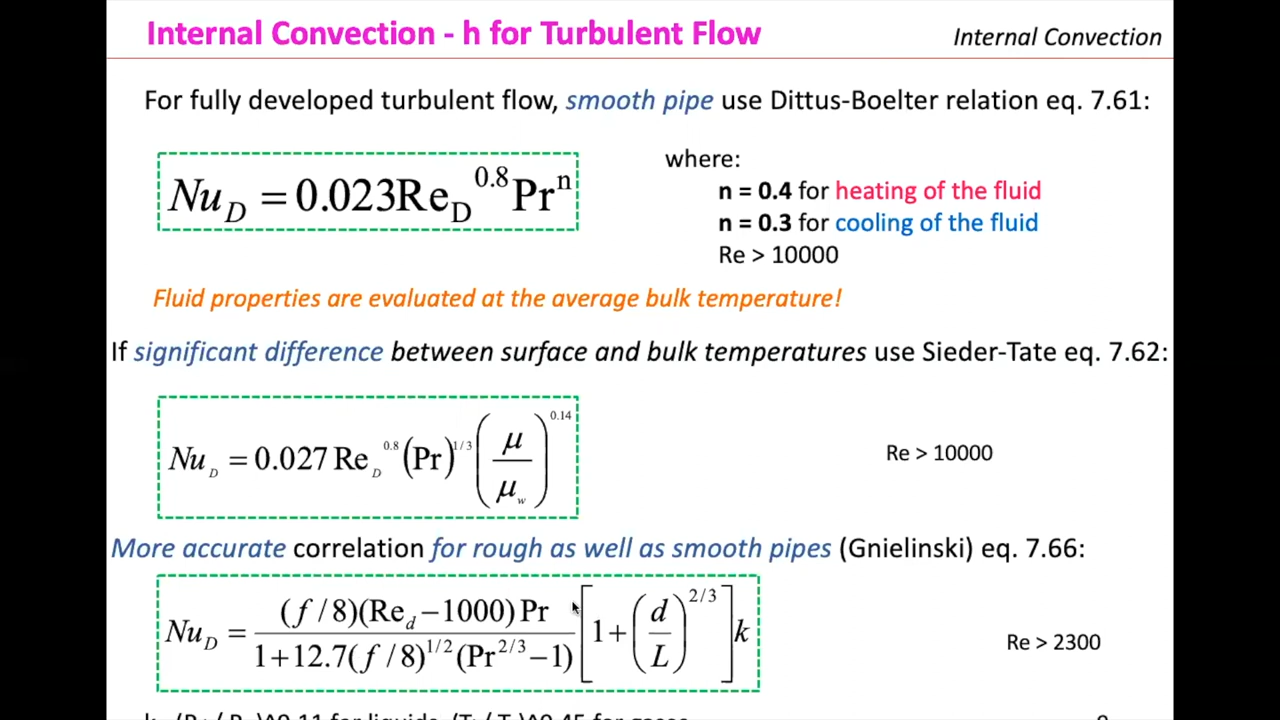 Internal Convection - h for Turbulent Flow
Internal Convection
For fully developed turbulent flow, smooth pipe use Dittus-Boelter relation eq. 7.61:
Nu_D = 0.023Re_D^0.8 Pr^n
where:
n = 0.4 for heating of the fluid
n = 0.3 for cooling of the fluid
Re > 10000
Fluid properties are evaluated at the average bulk temperature!
If significant difference between surface and bulk temperatures use Sieder-Tate eq. 7.62:
Nu_D = 0.027 Re_D^0.8 (Pr)^1/3 (μ/μ_w)^0.14
Re > 10000
More accurate correlation for rough as well as smooth pipes (Gnielinski) eq. 7.66:
Nu_D = (f/8)(Re_d − 1000) Pr / 1+12.7(f/8)^1/2 (Pr^2/3 − 1) [1+(d/L)^2/3] k
Re > 2300
for liquids for gases